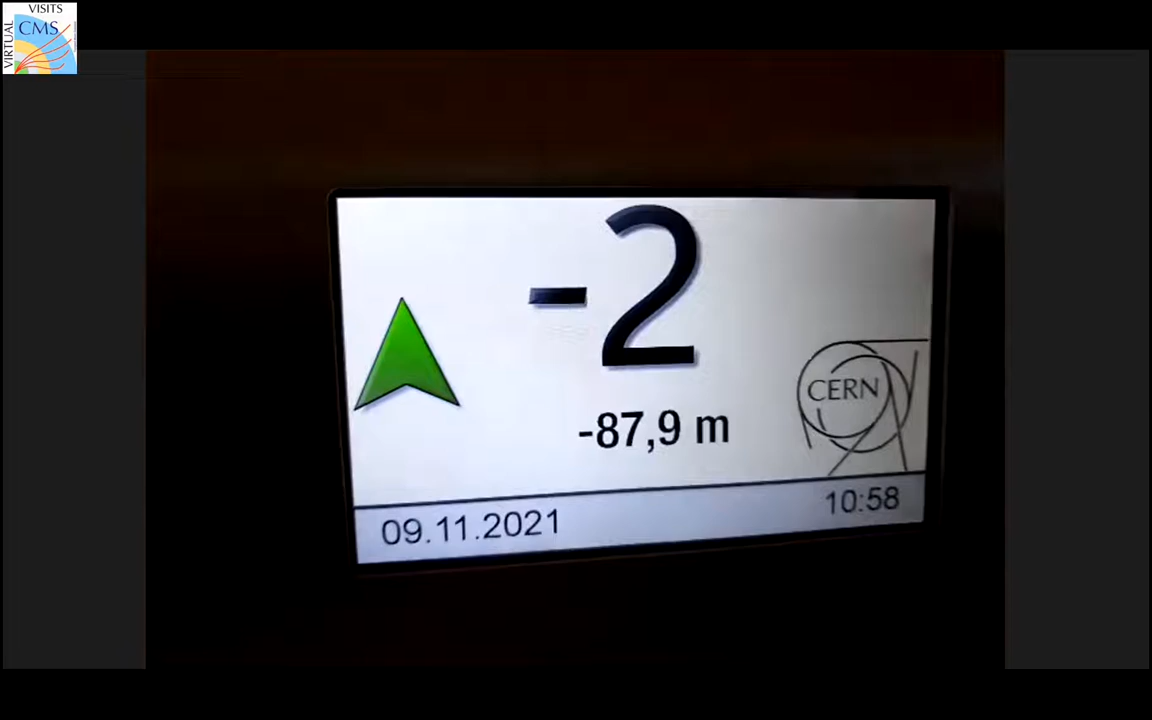 VISITS
VIRTUAL
CMS
-2
-87,9 m
CERN
09.11.2021
10:58